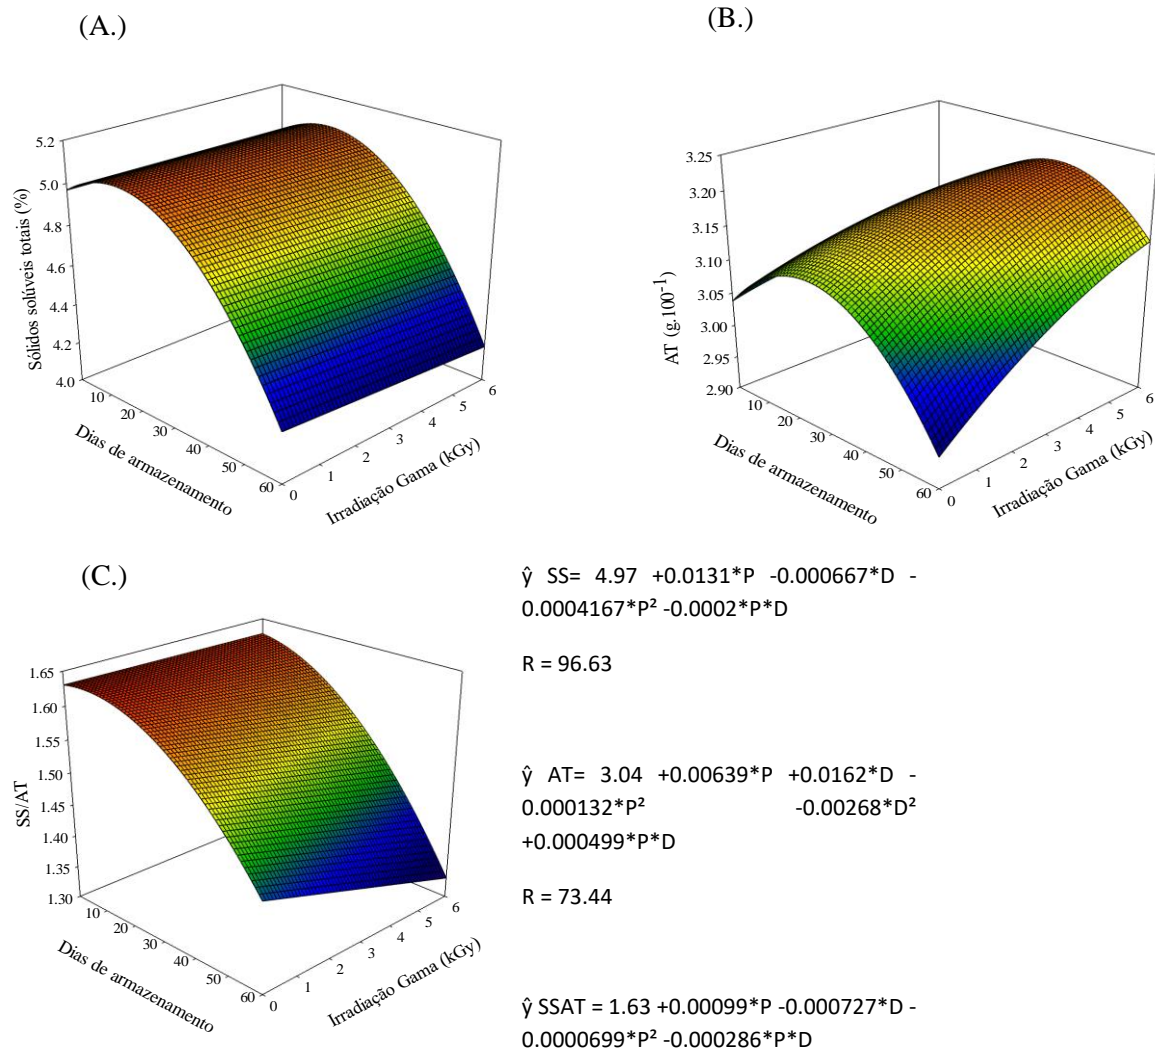 (A.)
5.2
5.0
4.8
4.6
4.4
4.2
4.0
Sólidos solúveis totais (%)
10
20
30
40
50
60
Dias de armazenamento
0
1
2
3
4
5
6
Irradiação Gama (kGy)
(B.)
3.25
3.20
3.15
3.10
3.05
3.00
2.95
2.90
AT (g.100⁻¹)
10
20
30
40
50
60
Dias de armazenamento
0
1
2
3
4
5
6
Irradiação Gama (kGy)
(C.)
1.65
1.60
1.55
1.50
1.45
1.40
1.35
1.30
SS/AT
10
20
30
40
50
60
Dias de armazenamento
0
1
2
3
4
5
6
Irradiação Gama (kGy)
ŷ SS= 4.97 +0.0131*P -0.000667*D -
0.0004167*P² -0.0002*P*D
R = 96.63
ŷ AT= 3.04 +0.00639*P +0.0162*D -
0.000132*P² -0.00268*D²
+0.000499*P*D
R = 73.44
ŷ SSAT = 1.63 +0.00099*P -0.000727*D -
0.0000699*P² -0.000286*P*D